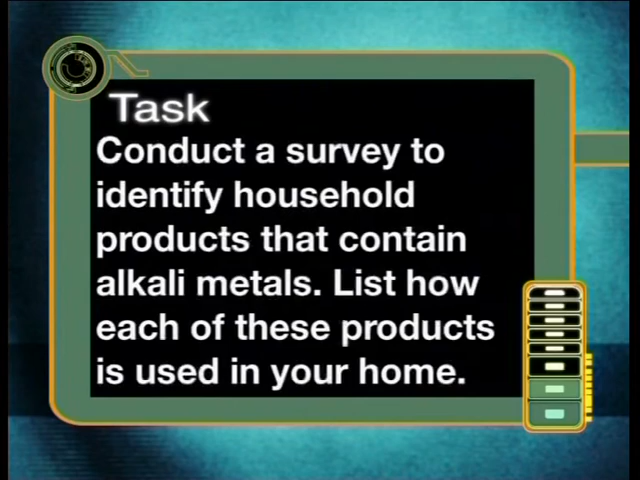 Task
Conduct a survey to
identify household
products that contain
alkali metals. List how
each of these products
is used in your home.